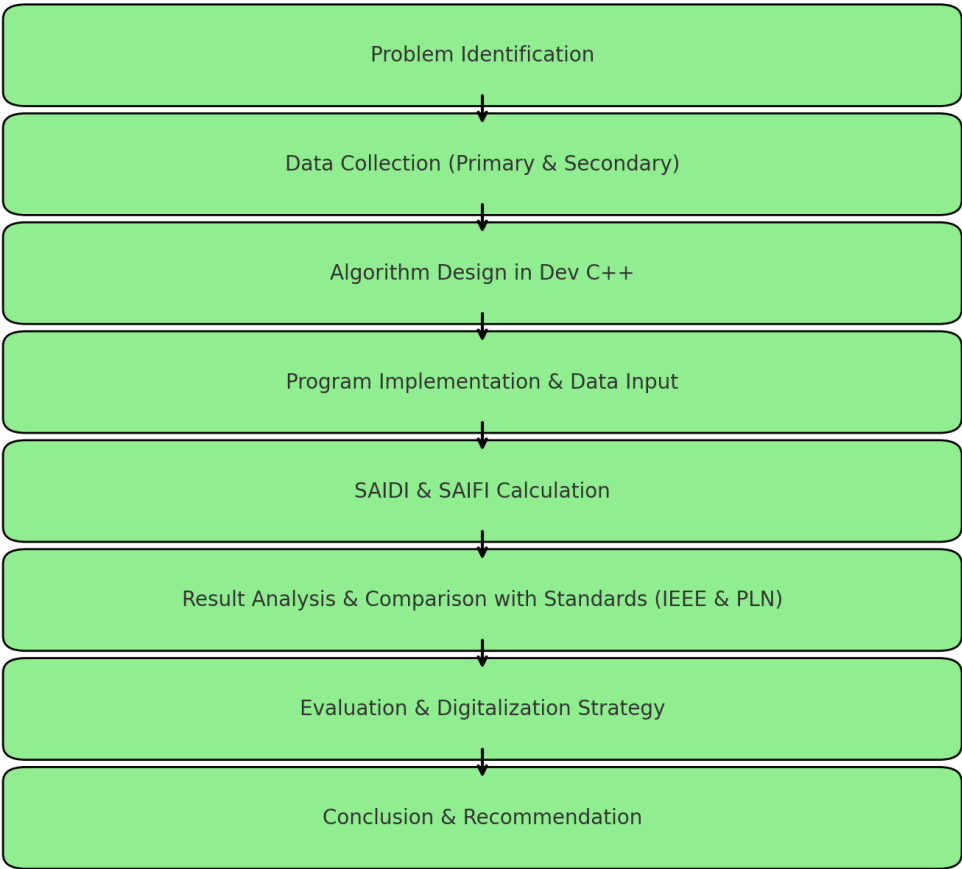 Problem Identification
Data Collection (Primary & Secondary)
Algorithm Design in Dev C++
Program Implementation & Data Input
SAIDI & SAIFI Calculation
Result Analysis & Comparison with Standards (IEEE & PLN)
Evaluation & Digitalization Strategy
Conclusion & Recommendation